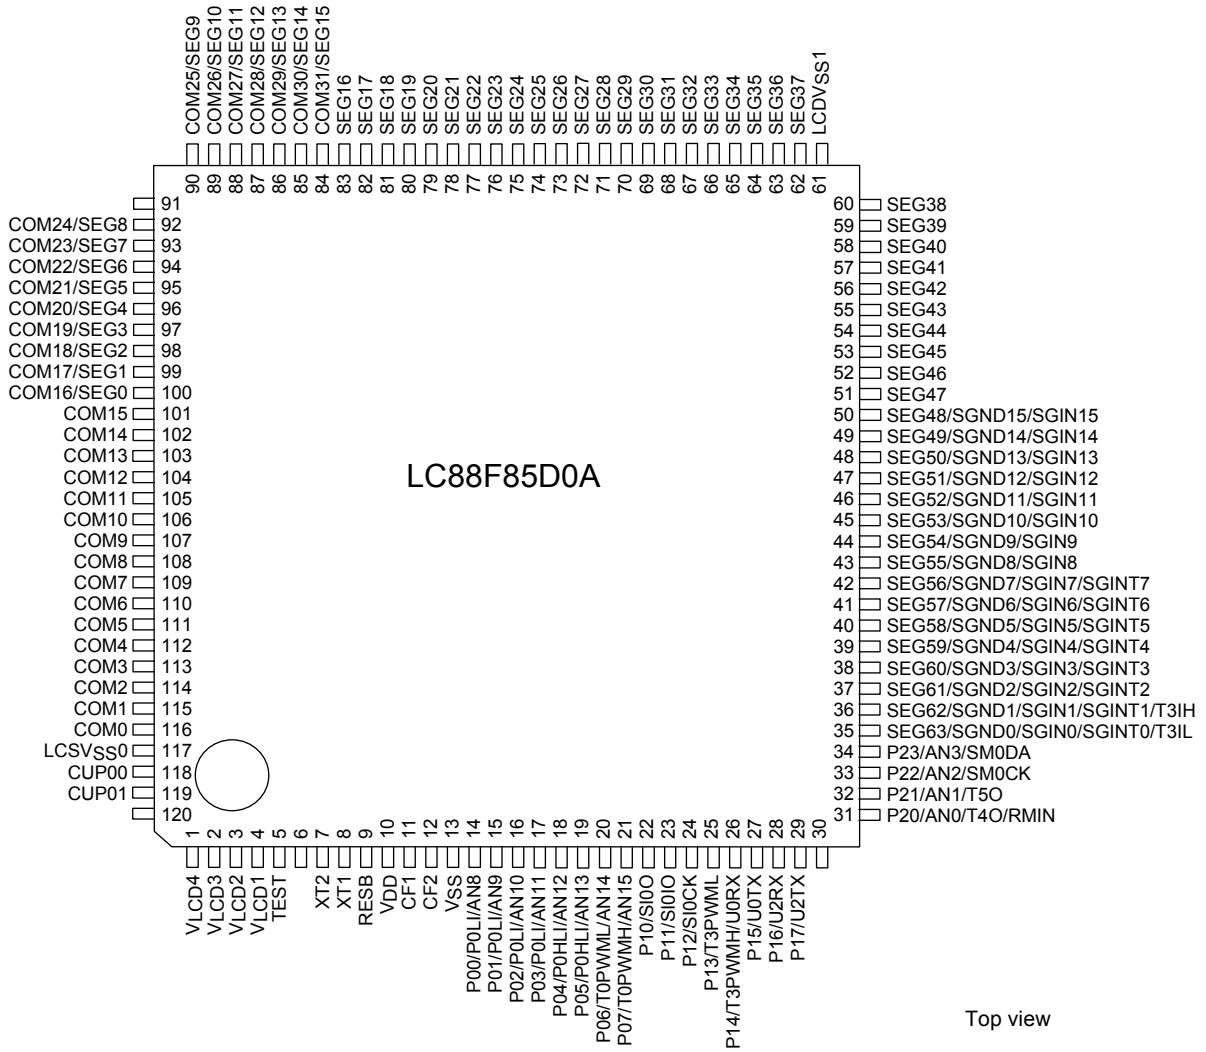 COM25/SEG9
COM26/SEG10
COM27/SEG11
COM28/SEG12
COM29/SEG13
COM30/SEG14
COM31/SEG15
SEG16
SEG17
SEG18
SEG19
SEG20
SEG21
SEG22
SEG23
SEG24
SEG25
SEG26
SEG27
SEG28
SEG29
SEG30
SEG31
SEG32
SEG33
SEG34
SEG35
SEG36
SEG37
LCDVSS1
90
89
88
87
86
85
84
83
82
81
80
79
78
77
76
75
74
73
72
71
70
69
68
67
66
65
64
63
62
61
91
COM24/SEG8 92
COM23/SEG7 93
COM22/SEG6 94
COM21/SEG5 95
COM20/SEG4 96
COM19/SEG3 97
COM18/SEG2 98
COM17/SEG1 99
COM16/SEG0 100
COM15 101
COM14 102
COM13 103
COM12 104
COM11 105
COM10 106
COM9 107
COM8 108
COM7 109
COM6 110
COM5 111
COM4 112
COM3 113
COM2 114
COM1 115
COM0 116
LCSVSS0 117
CUP00 118
CUP01 119
120
LC88F85D0A
60 SEG38
59 SEG39
58 SEG40
57 SEG41
56 SEG42
55 SEG43
54 SEG44
53 SEG45
52 SEG46
51 SEG47
50 SEG48/SGND15/SGIN15
49 SEG49/SGND14/SGIN14
48 SEG50/SGND13/SGIN13
47 SEG51/SGND12/SGIN12
46 SEG52/SGND11/SGIN11
45 SEG53/SGND10/SGIN10
44 SEG54/SGND9/SGIN9
43 SEG55/SGND8/SGIN8
42 SEG56/SGND7/SGIN7/SGINT7
41 SEG57/SGND6/SGIN6/SGINT6
40 SEG58/SGND5/SGIN5/SGINT5
39 SEG59/SGND4/SGIN4/SGINT4
38 SEG60/SGND3/SGIN3/SGINT3
37 SEG61/SGND2/SGIN2/SGINT2
36 SEG62/SGND1/SGIN1/SGINT1/T3IH
35 SEG63/SGND0/SGIN0/SGINT0/T3IL
34 P23/AN3/SM0DA
33 P22/AN2/SM0CK
32 P21/AN1/T5O
31 P20/AN0/T4O/RMIN
1
2
3
4
5
6
7
8
9
10
11
12
13
14
15
16
17
18
19
20
21
22
23
24
25
26
27
28
29
30
VLCD4
VLCD3
VLCD2
VLCD1
TEST
XT2
XT1
RESB
VDD
CF1
CF2
VSS
P00/P0LI/AN8
P01/P0LI/AN9
P02/P0LI/AN10
P03/P0LI/AN11
P04/P0HLI/AN12
P05/P0HLI/AN13
P06/T0PWML/AN14
P07/T0PWMH/AN15
P10/SI0O
P11/SI0IO
P12/SI0CK
P13/T3PWML
P14/T3PWMH/U0RX
P15/U0TX
P16/U2RX
P17/U2TX
Top view